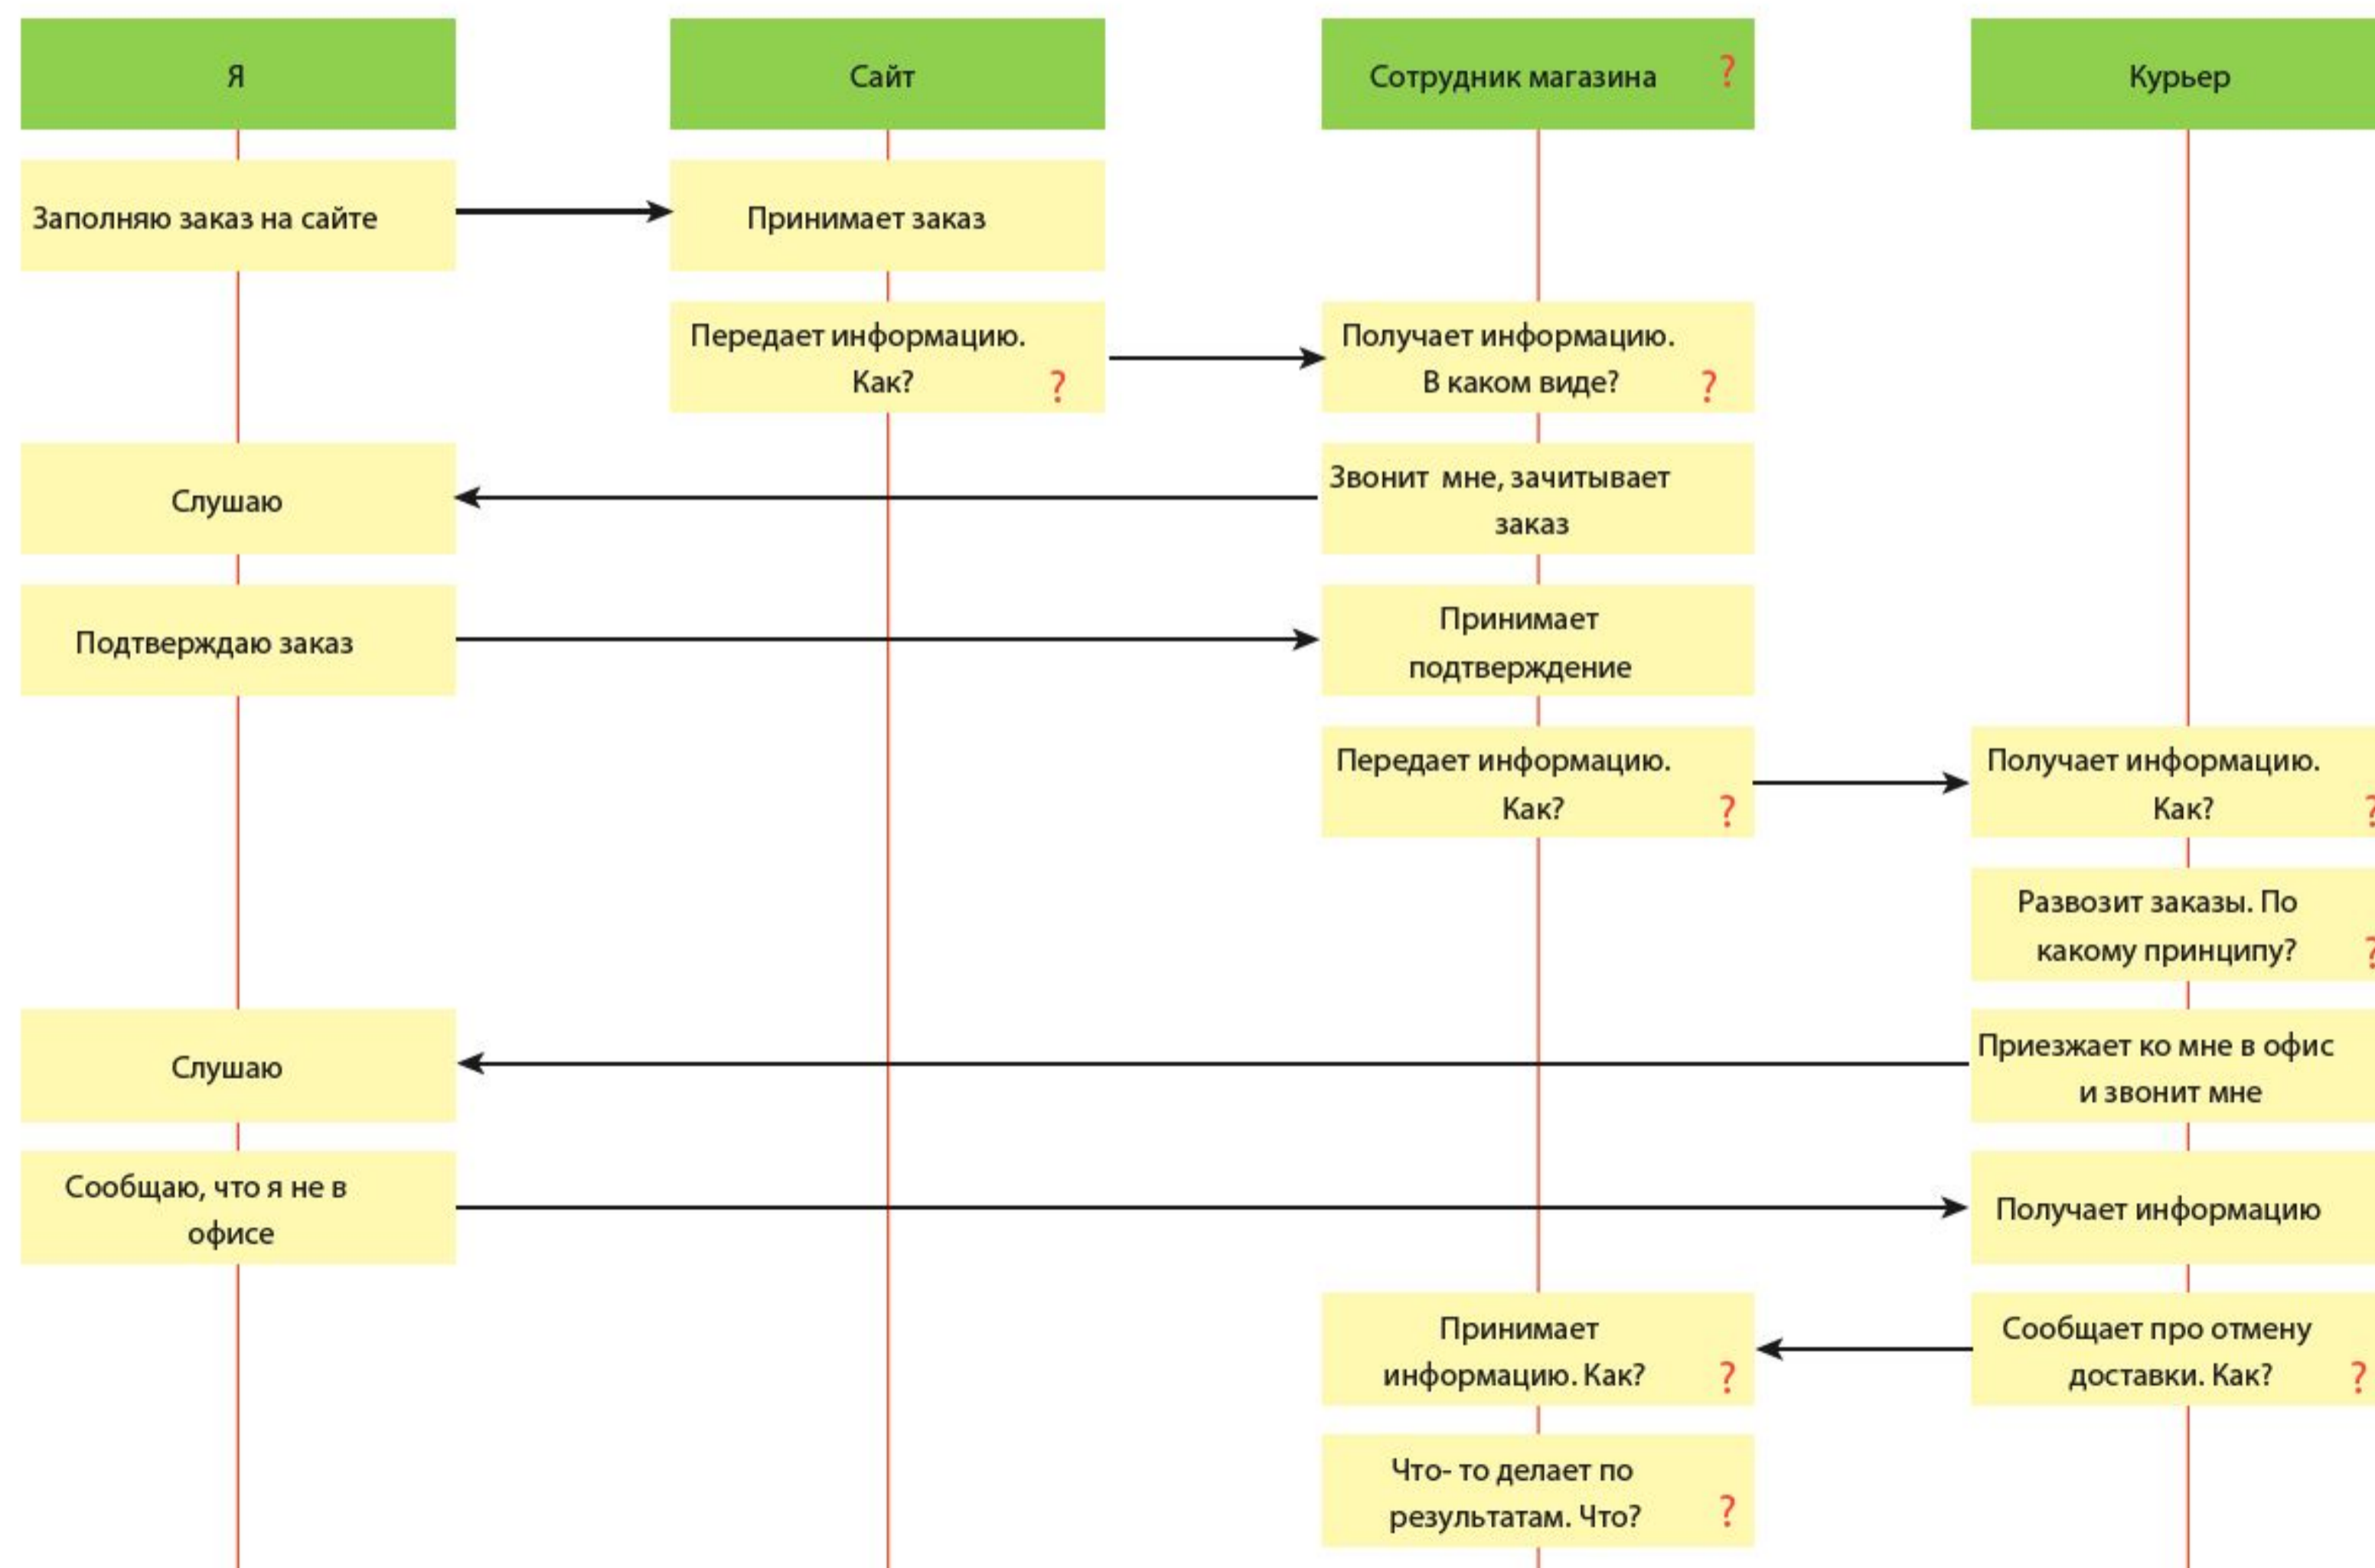 Я
Сайт
Сотрудник магазина ?
Курьер
Заполняю заказ на сайте
Принимает заказ
Передает информацию.
Как? ?
Получает информацию.
В каком виде? ?
Слушаю
Звонит мне, зачитывает
заказ
Подтверждаю заказ
Принимает
подтверждение
Передает информацию.
Как? ?
Получает информацию.
Как? ?
Развозит заказы. По
какому принципу? ?
Слушаю
Приезжает ко мне в офис
и звонит мне
Сообщаю, что я не в
офисе
Получает информацию
Принимает
информацию. Как? ?
Сообщает про отмену
доставки. Как? ?
Что- то делает по
результатам. Что? ?